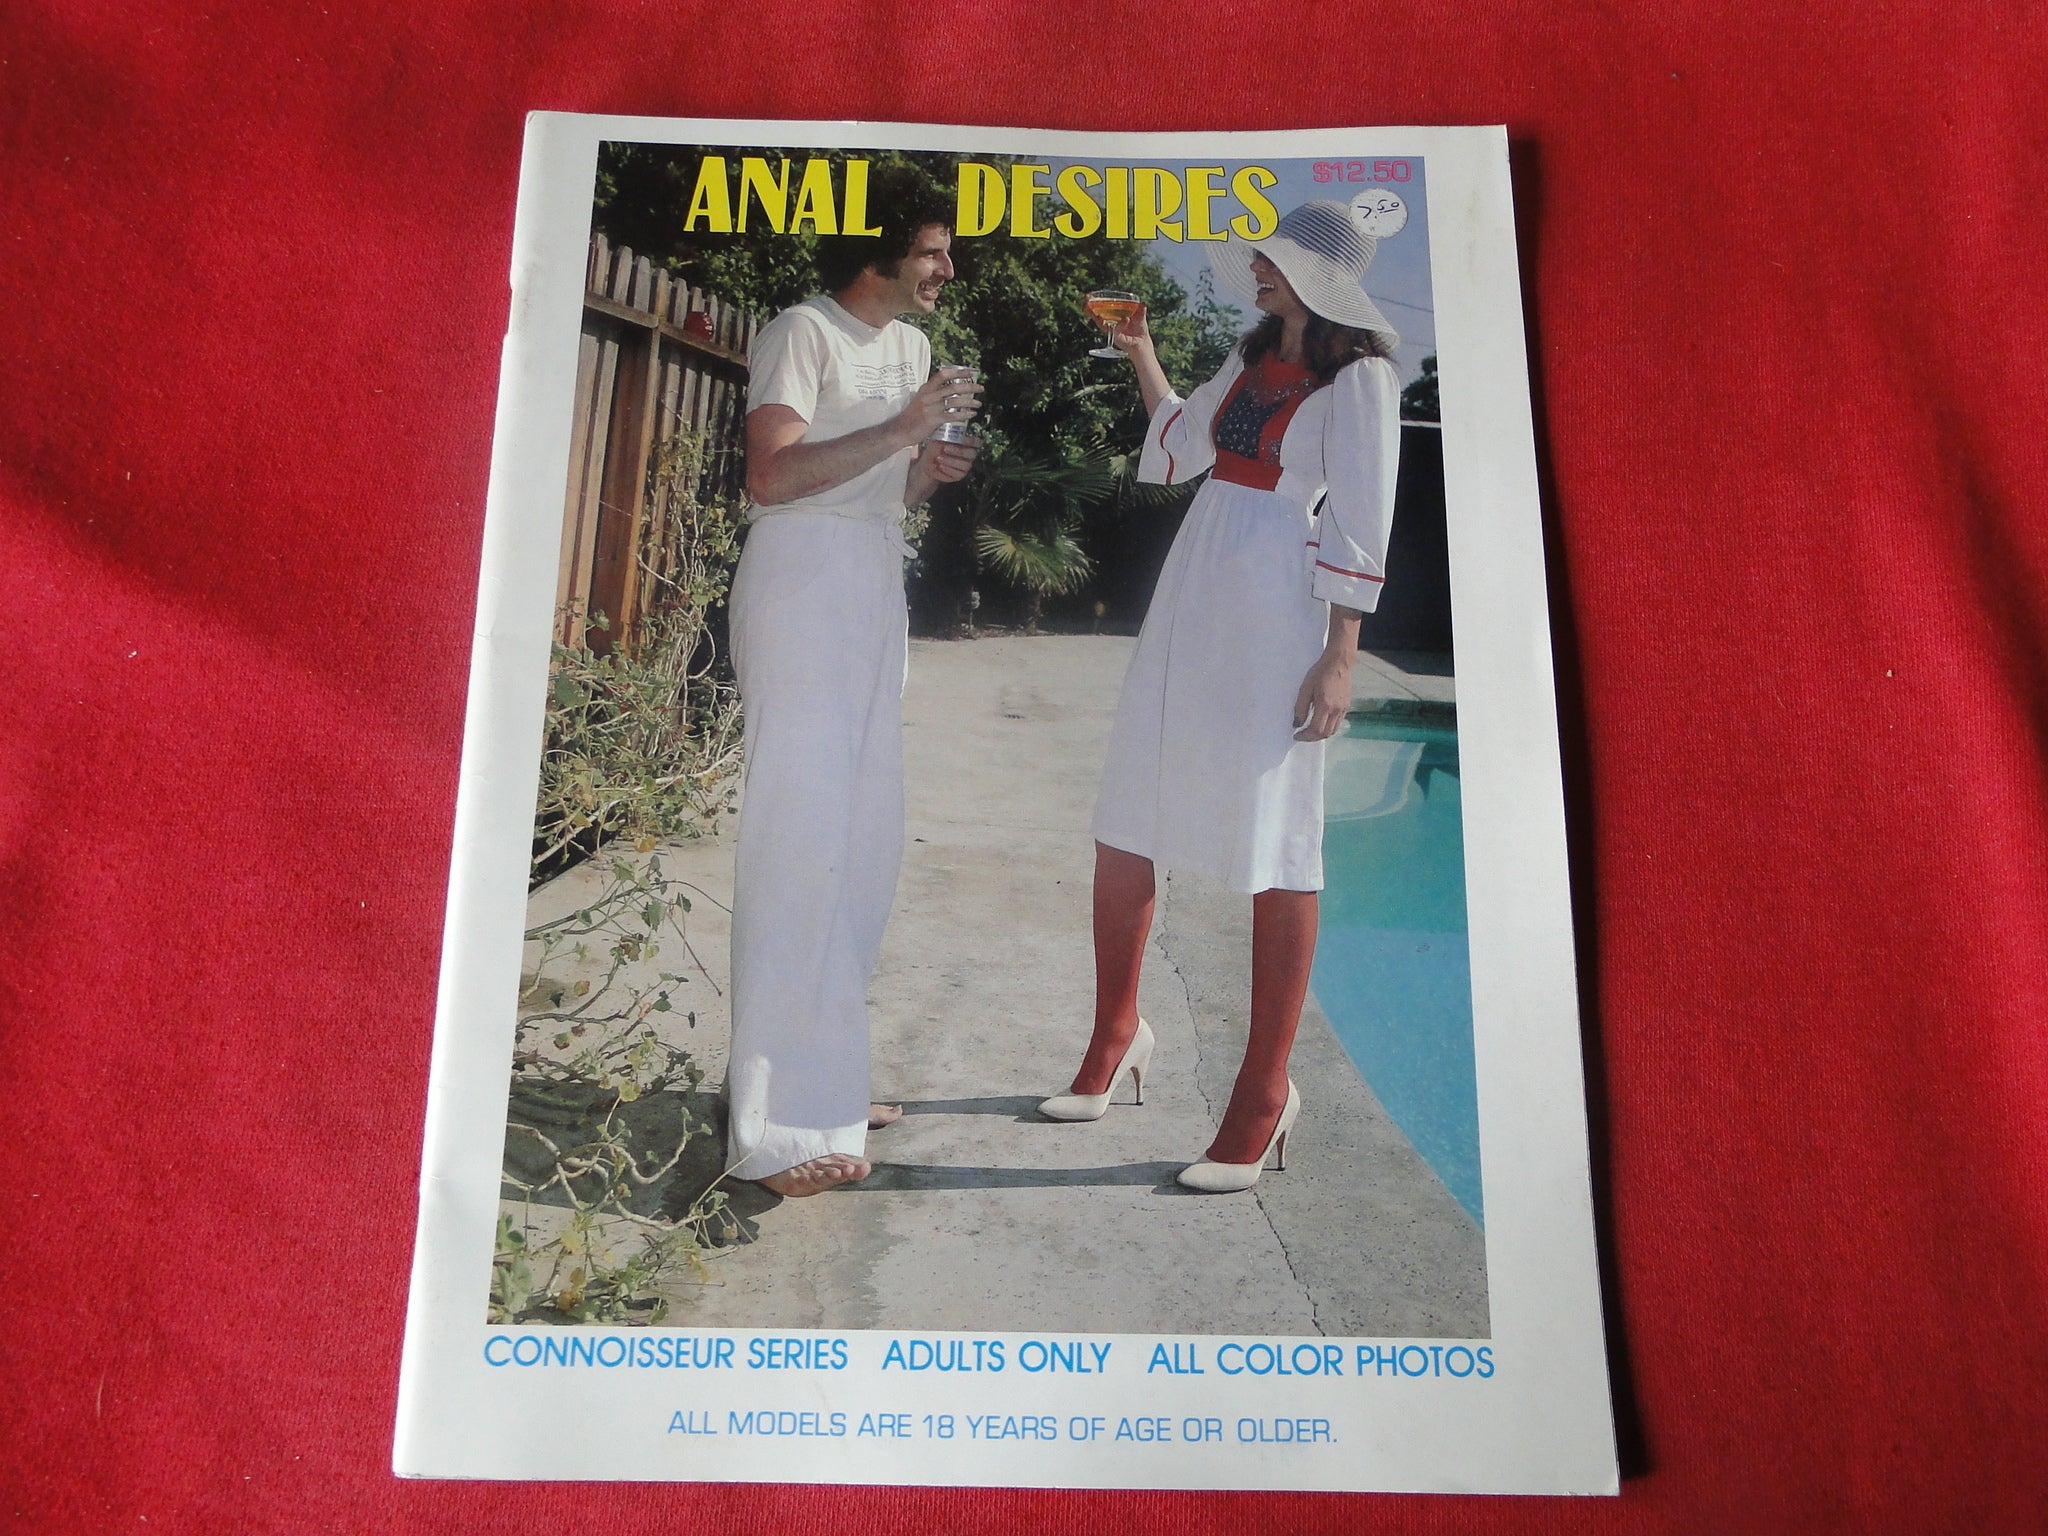 ANAL DESIRES
$12.50
7.50
CONNOISSEUR SERIES ADULTS ONLY ALL COLOR PHOTOS
ALL MODELS ARE 18 YEARS OF AGE OR OLDER.